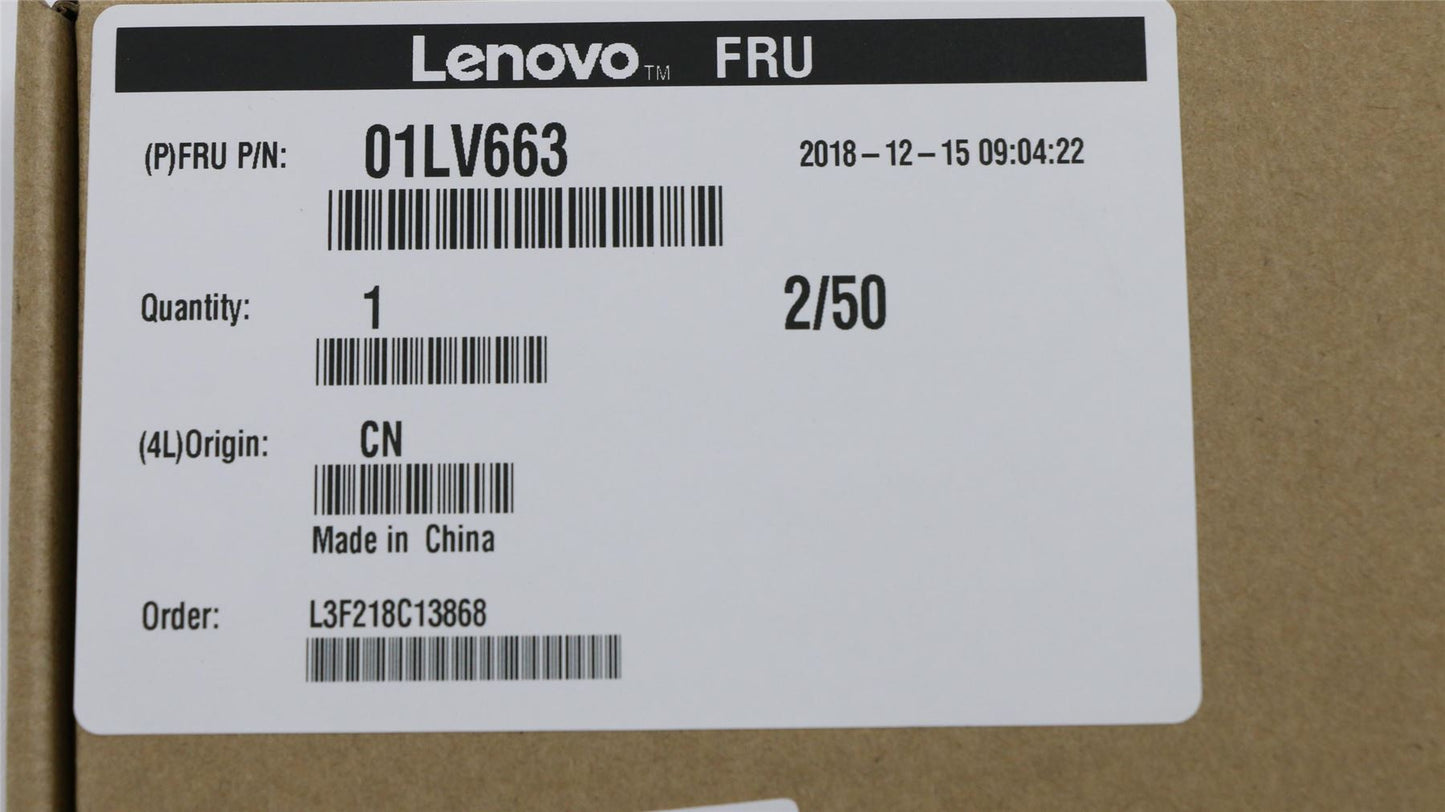 Lenovo™ FRU
(P)FRU P/N: 01LV663 2018-12-15 09:04:22
Quantity: 1 2/50
(4L)Origin: CN
Made in China
Order: L3F218C13868